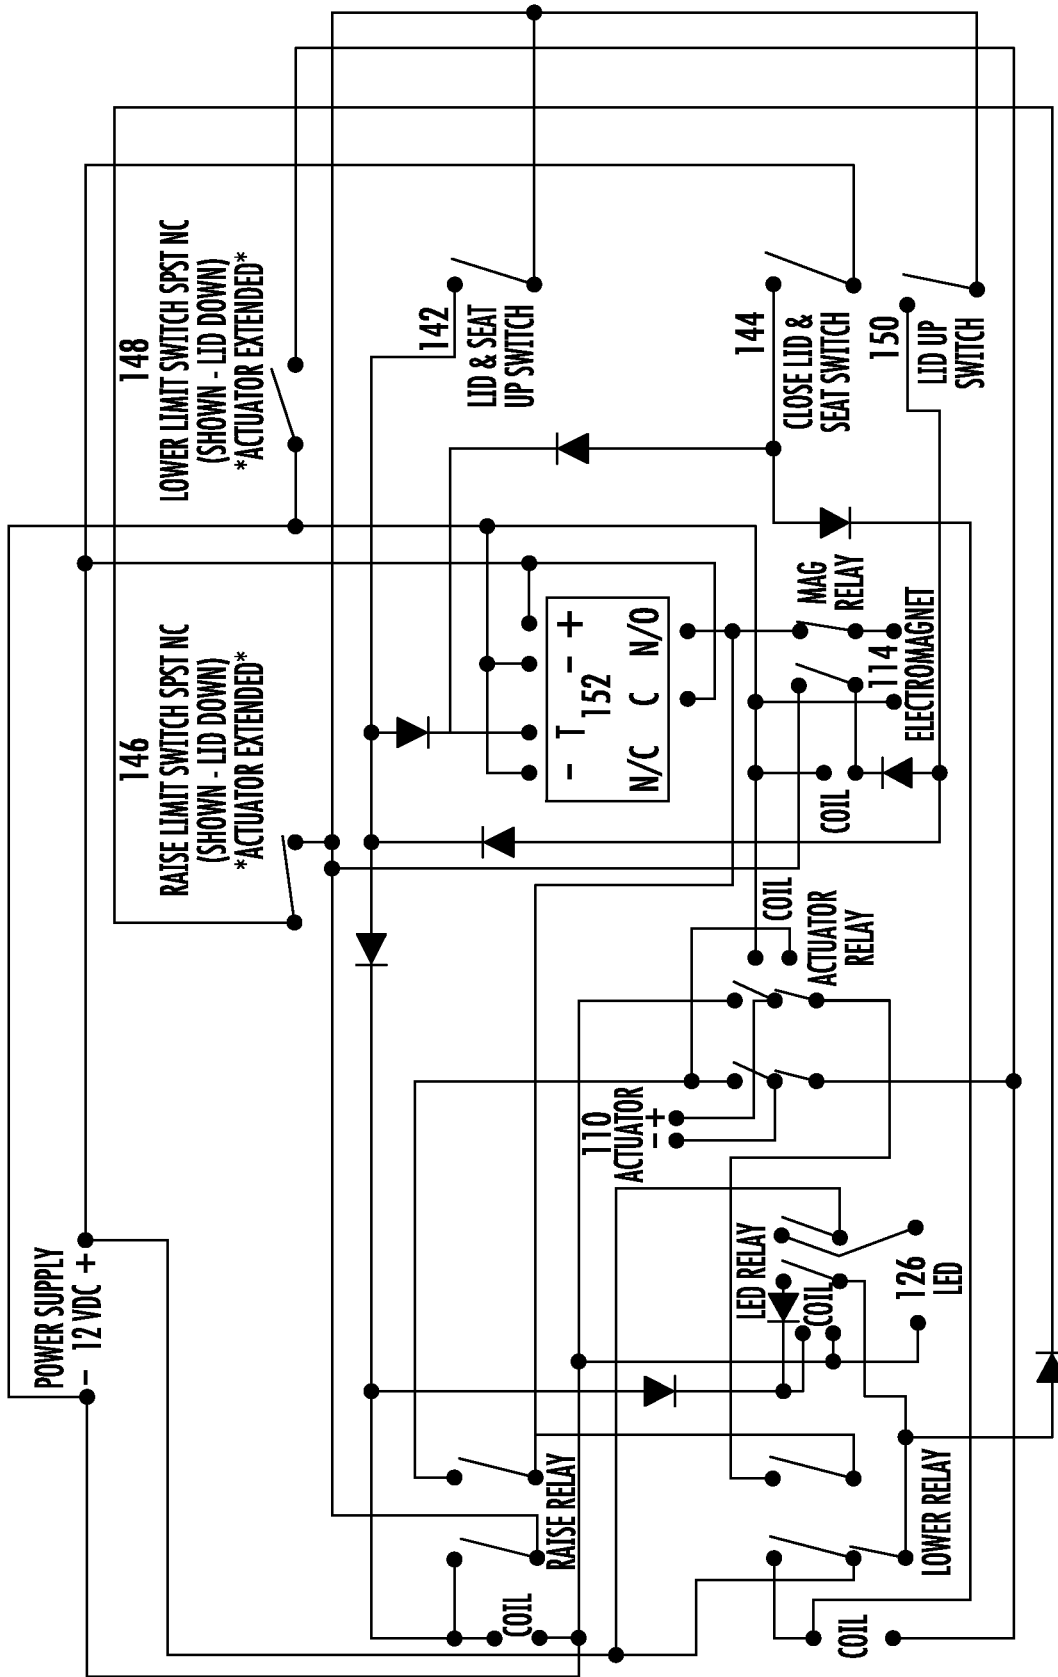 POWER SUPPLY
- 12 VDC +
146
RAISE LIMIT SWITCH SPST NC
(SHOWN - LID DOWN)
*ACTUATOR EXTENDED*
148
LOWER LIMIT SWITCH SPST NC
(SHOWN - LID DOWN)
*ACTUATOR EXTENDED*
142
LID & SEAT
UP SWITCH
- T - +
152
N/C C N/O
144
CLOSE LID &
SEAT SWITCH
150
LID UP
SWITCH
MAG
RELAY
114
ELECTROMAGNET
COIL
COIL
ACTUATOR
RELAY
110
ACTUATOR
- +
LED RELAY
COIL
126
LED
RAISE RELAY
COIL
LOWER RELAY
COIL